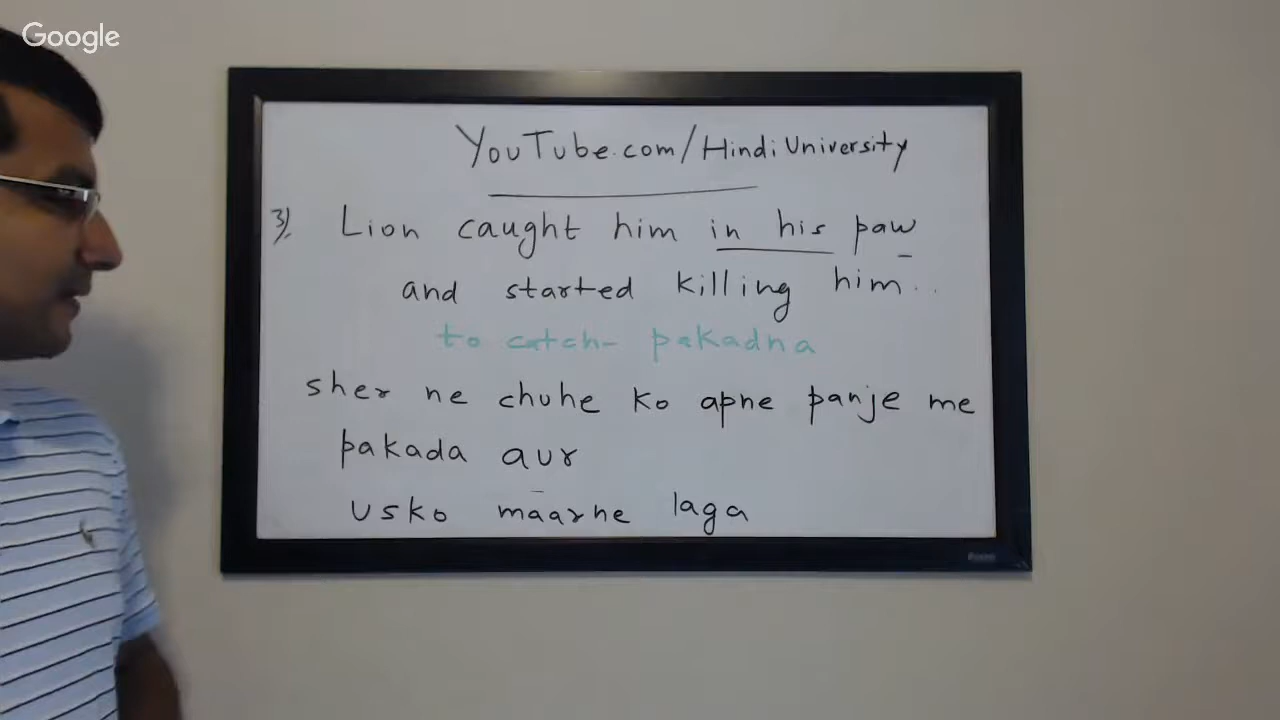 Google
YouTube.com/HindiUniversity
3) Lion caught him in his paw
and started killing him..
to catch- pakadna
sher ne chuhe ko apne panje me
pakada aur
usko maarne laga